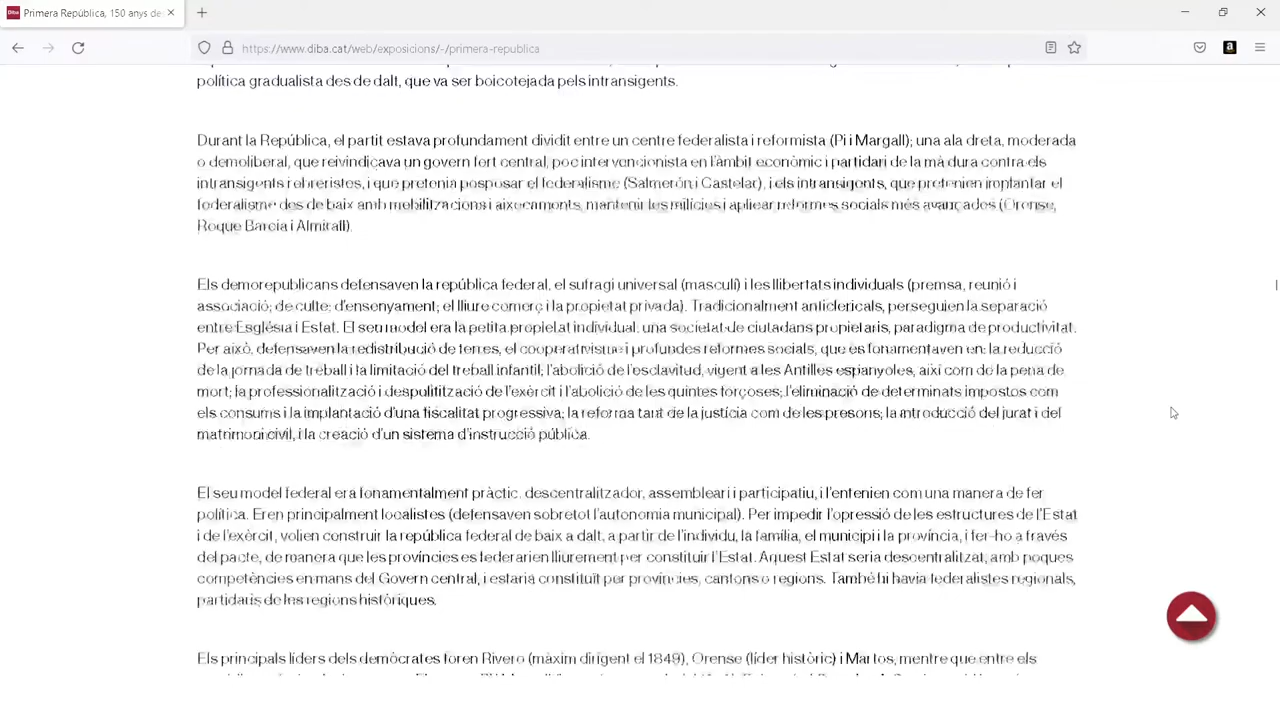 Primera República, 150 anys de
https://www.diba.cat/web/exposicions/-/primera-republica
política gradualista des de dalt, que va ser boicotejada pels intransigents.
Durant la República, el partit estava profundament dividit entre un centre federalista i reformista (Pi i Margall); una ala dreta, moderada
o demoliberal, que reivindicava un govern fort central, poc intervencionista en l'àmbit econòmic i partidari de la mà dura contra els
intransigents i obreristes, i que pretenia posposar el federalisme (Salmerón i Castelar), i els intransigents, que pretenien implantar el
federalisme des de baix amb mobilitzacions i aixecaments, mantenir les milícies i aplicar reformes socials més avançades (Orense,
Roque Barcia i Almirall).
Els demorepublicans defensaven la república federal, el sufragi universal (masculí) i les llibertats individuals (premsa, reunió i
associació; de culte; d'ensenyament; el lliure comerç i la propietat privada). Tradicionalment anticlericals, perseguien la separació
entre Església i Estat. El seu model era la petita propietat individual: una societat de ciutadans propietaris, paradigma de productivitat.
Per això, defensaven la redistribució de terres, el cooperativisme i profundes reformes socials, que es fonamentaven en: la reducció
de la jornada de treball i la limitació del treball infantil; l'abolició de l'esclavitud, vigent a les Antilles espanyoles, així com de la pena de
mort; la professionalització i despolitització de l'exèrcit i l'abolició de les quintes forçoses; l'eliminació de determinats impostos com
els consums i la implantació d'una fiscalitat progressiva; la reforma tant de la justícia com de les presons; la introducció del jurat i del
matrimoni civil, i la creació d'un sistema d'instrucció pública.
El seu model federal era fonamentalment pràctic, descentralitzador, assembleari i participatiu, i l'entenien com una manera de fer
política. Eren principalment localistes (defensaven sobretot l'autonomia municipal). Per impedir l'opressió de les estructures de l'Estat
i de l'exèrcit, volien construir la república federal de baix a dalt, a partir de l'individu, la família, el municipi i la província, i fer-ho a través
del pacte, de manera que les províncies es federarien lliurement per constituir l'Estat. Aquest Estat seria descentralitzat, amb poques
competències en mans del Govern central, i estaria constituït per províncies, cantons o regions. També hi havia federalistes regionals,
partidaris de les regions històriques.
Els principals líders dels demòcrates foren Rivero (màxim dirigent el 1849), Orense (líder històric) i Martos, mentre que entre els